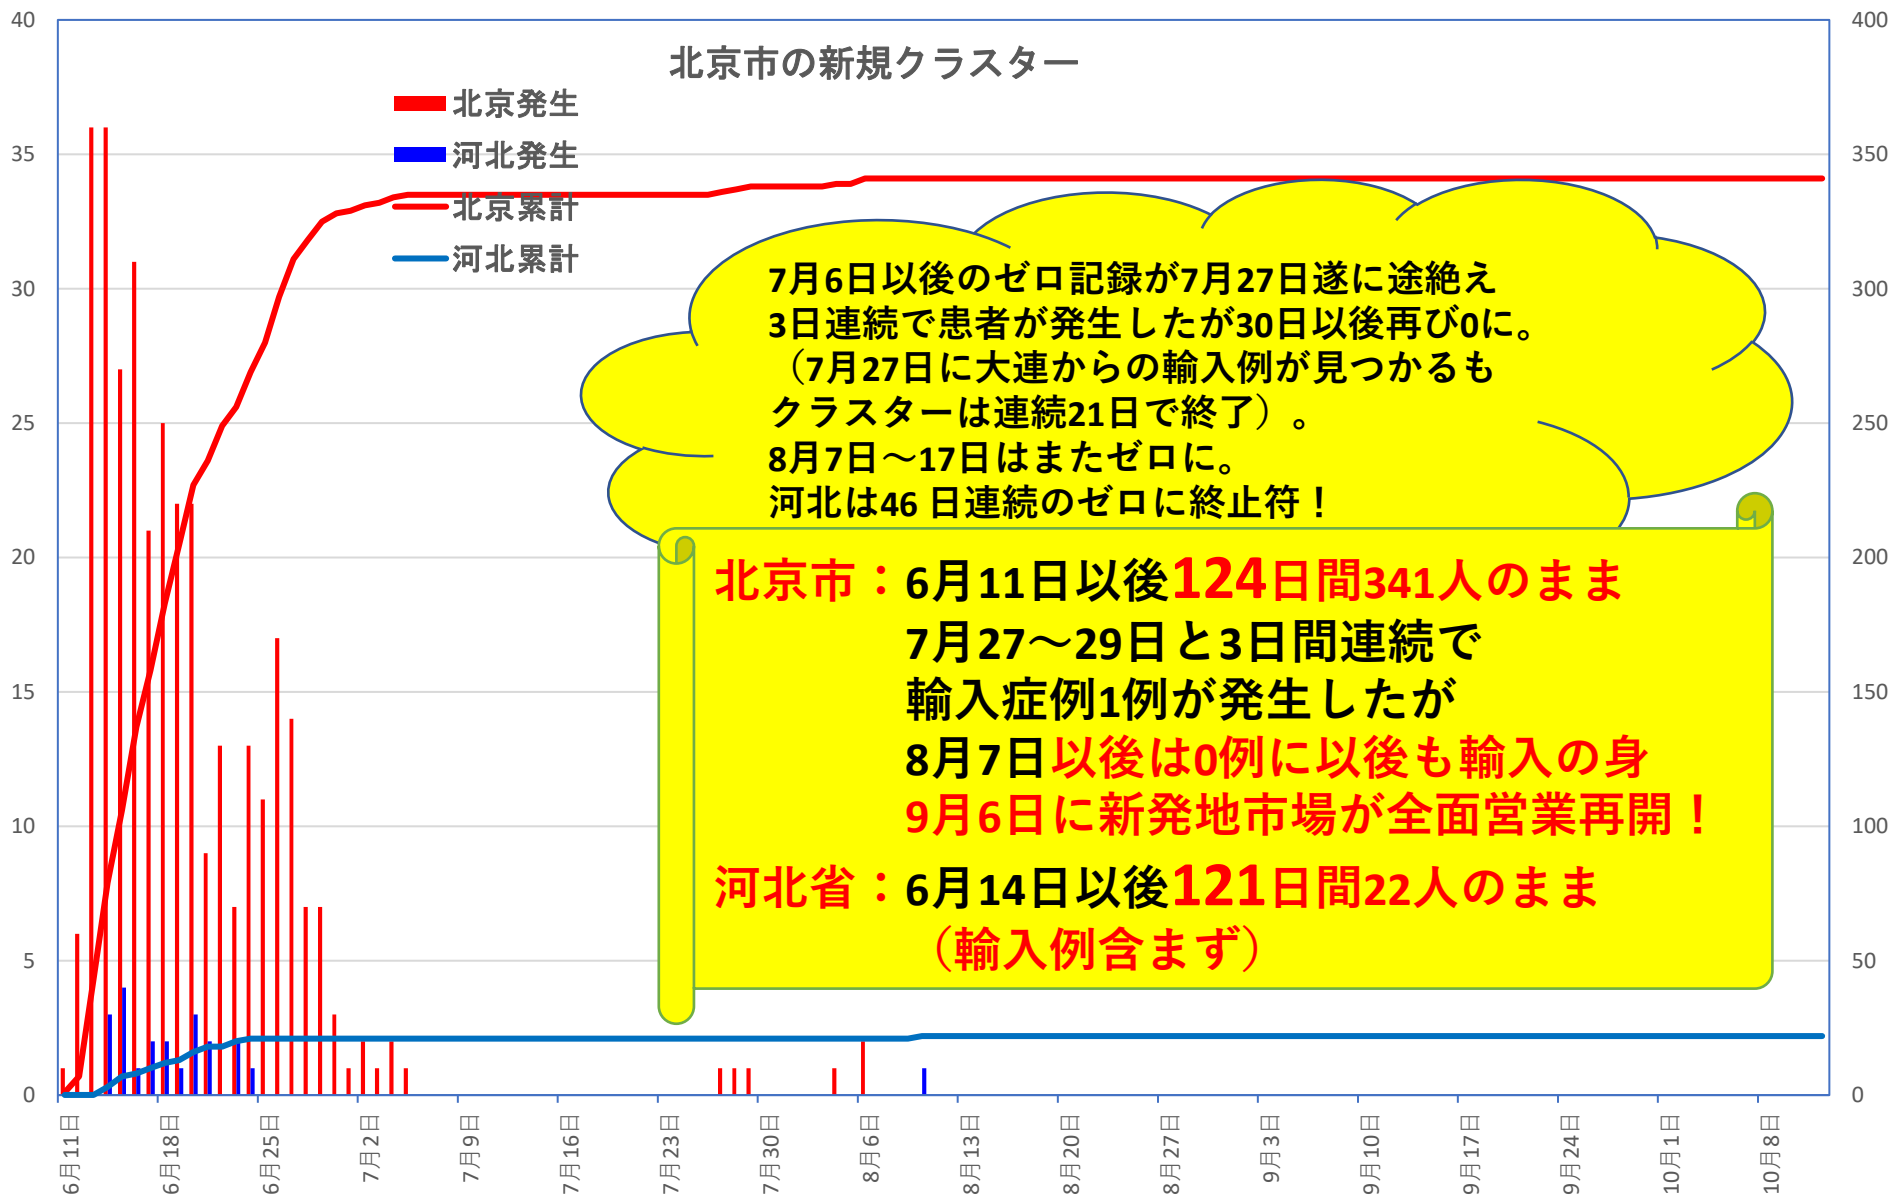 北京市の新規クラスター
北京発生
河北発生
北京累計
河北累計
40
35
30
25
20
15
10
5
0
400
350
300
250
200
150
100
50
0
7月6日以後のゼロ記録が7月27日遂に途絶え
3日連続で患者が発生したが30日以後再び0に。
（7月27日に大連からの輸入例が見つかるも
クラスターは連続21日で終了）。
8月7日～17日はまたゼロに。
河北は46 日連続のゼロに終止符！
北京市：6月11日以後124日間341人のまま
7月27～29日と3日間連続で
輸入症例1例が発生したが
8月7日以後は0例に以後も輸入の身
9月6日に新発地市場が全面営業再開！
河北省：6月14日以後121日間22人のまま
（輸入例含まず）
6月11日
6月18日
6月25日
7月2日
7月9日
7月16日
7月23日
7月30日
8月6日
8月13日
8月20日
8月27日
9月3日
9月10日
9月17日
9月24日
10月1日
10月8日